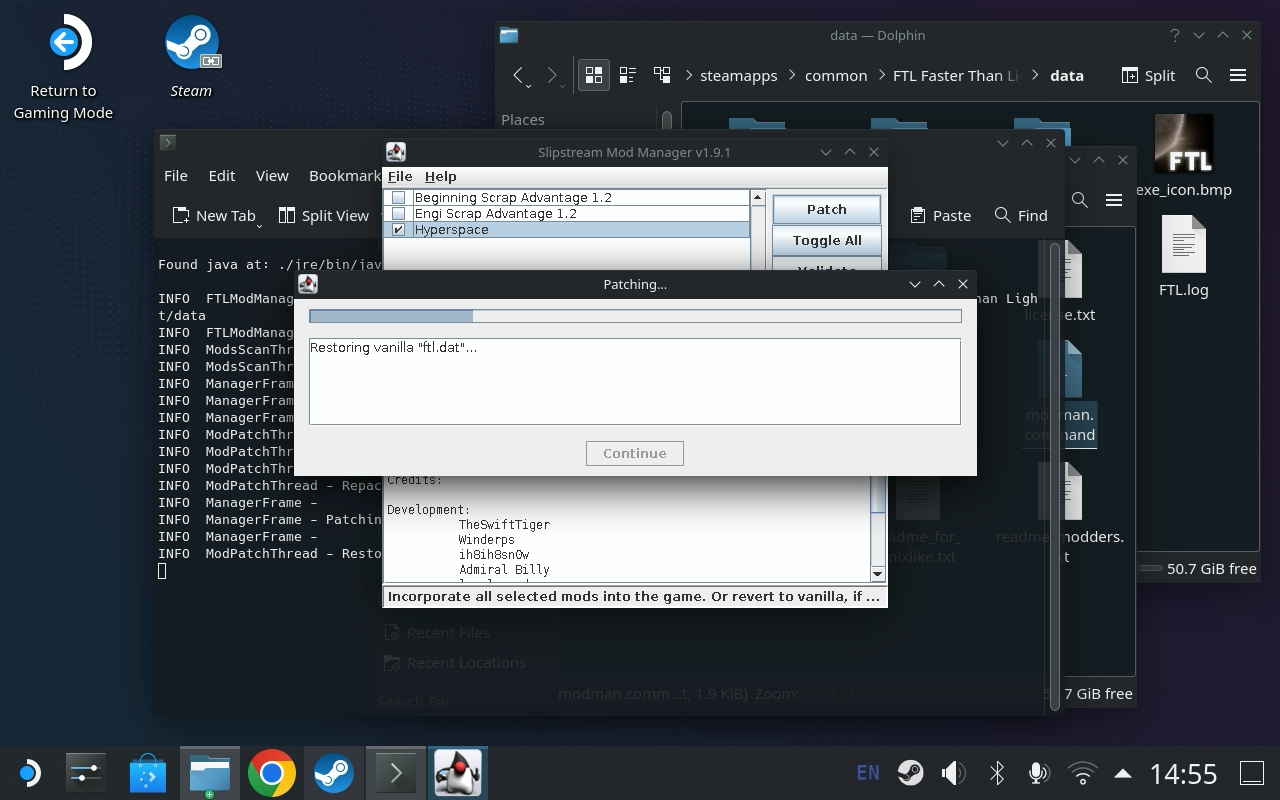 Return to
Gaming Mode
Steam
data — Dolphin
steamapps
common
FTL Faster Than Li
data
Split
Places
exe_icon.bmp
FTL.log
50.7 GiB free
File
Edit
View
Bookmark
New Tab
Split View
Paste
Find
Slipstream Mod Manager v1.9.1
File
Help
Beginning Scrap Advantage 1.2
Engi Scrap Advantage 1.2
Hyperspace
Patch
Toggle All
Validate
Patching...
Restoring vanilla "ftl.dat"...
Continue
Found java at: ./jre/bin/jav
INFO  FTLModManag
an Ligh
t/data
INFO  FTLModManag
INFO  ModsScanThr
INFO  ModsScanThr
INFO  ManagerFram
INFO  ManagerFram
INFO  ManagerFram
INFO  ModPatchThr
INFO  ModPatchThr
INFO  ModPatchThr
INFO  ModPatchThread - Repac
INFO  ManagerFrame -
INFO  ManagerFrame - Patchin
INFO  ManagerFrame -
INFO  ModPatchThread - Resto
Credits:
Development:
TheSwiftTiger
Winderps
ih8ih8sn0w
Admiral Billy
Incorporate all selected mods into the game. Or revert to vanilla, if ...
license.txt
modman.
command
readme_for_
nixlike.txt
readme_modders.
txt
Recent Files
Recent Locations
Search For
modman.comm...t, 1.9 KiB)
Zoom:
50.7 GiB free
EN
14:55